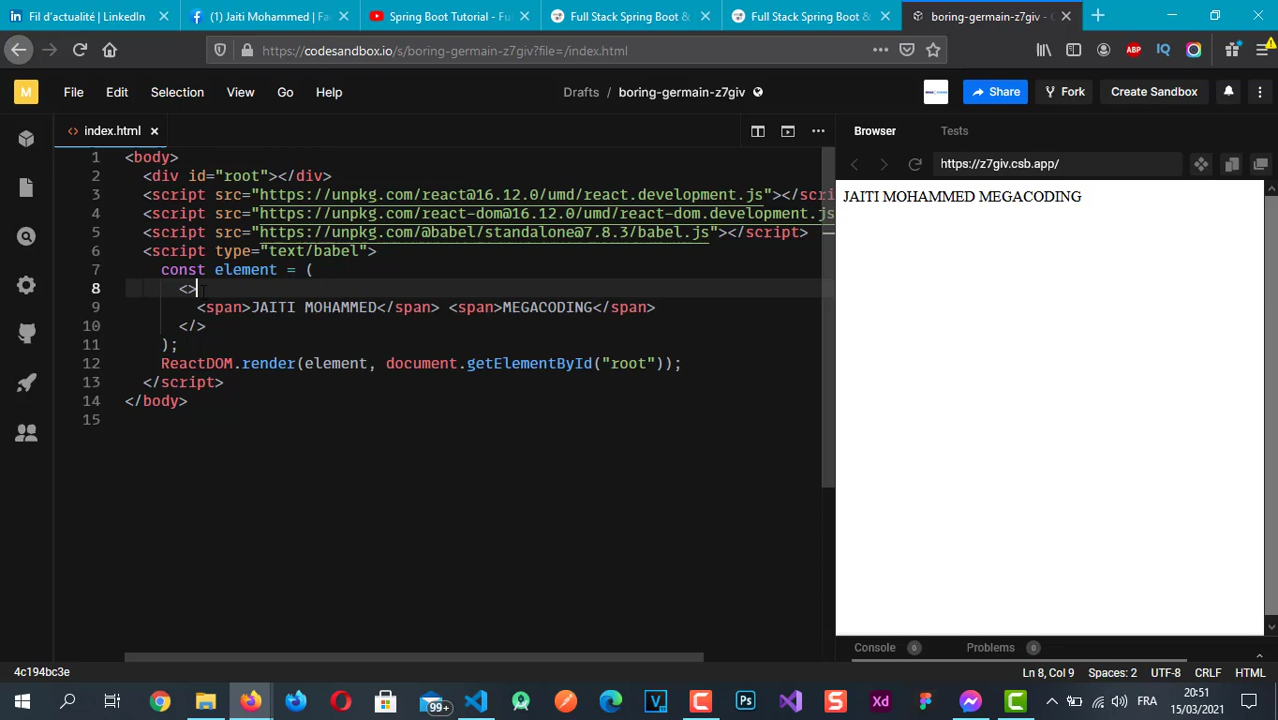 Fil d'actualité | LinkedIn
(1) Jaiti Mohammed | Fa
Spring Boot Tutorial - Ful
Full Stack Spring Boot &
Full Stack Spring Boot &
boring-germain-z7giv - C
https://codesandbox.io/s/boring-germain-z7giv?file=/index.html
ABP
IQ
M
File Edit Selection View Go Help
Drafts / boring-germain-z7giv
Share
Fork
Create Sandbox
<> index.html
Browser
Tests
https://z7giv.csb.app/
JAITI MOHAMMED MEGACODING
1 <body>
2 <div id="root"></div>
3 <script src="https://unpkg.com/react@16.12.0/umd/react.development.js"></scri
4 <script src="https://unpkg.com/react-dom@16.12.0/umd/react-dom.development.js
5 <script src="https://unpkg.com/@babel/standalone@7.8.3/babel.js"></script>
6 <script type="text/babel">
7 const element = (
8 <>
9 <span>JAITI MOHAMMED</span> <span>MEGACODING</span>
10 </>
11 );
12 ReactDOM.render(element, document.getElementById("root"));
13 </script>
14 </body>
15
Console 0
Problems 0
4c194bc3e
Ln 8, Col 9 Spaces: 2 UTF-8 CRLF HTML
99+
Ps
Xd
FRA
20:51
15/03/2021